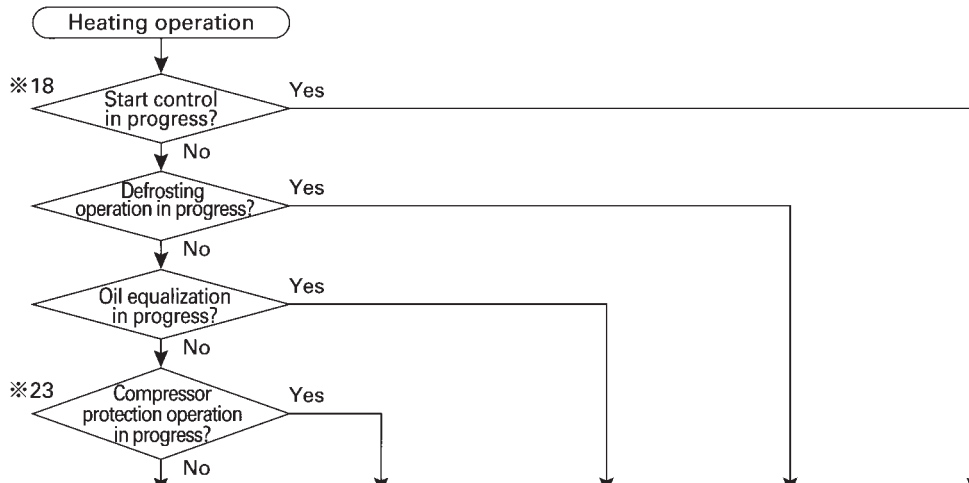 Heating operation
※18
Start control
in progress?
Yes
No
Defrosting
operation in progress?
Yes
No
Oil equalization
in progress?
Yes
No
※23
Compressor
protection operation
in progress?
Yes
No